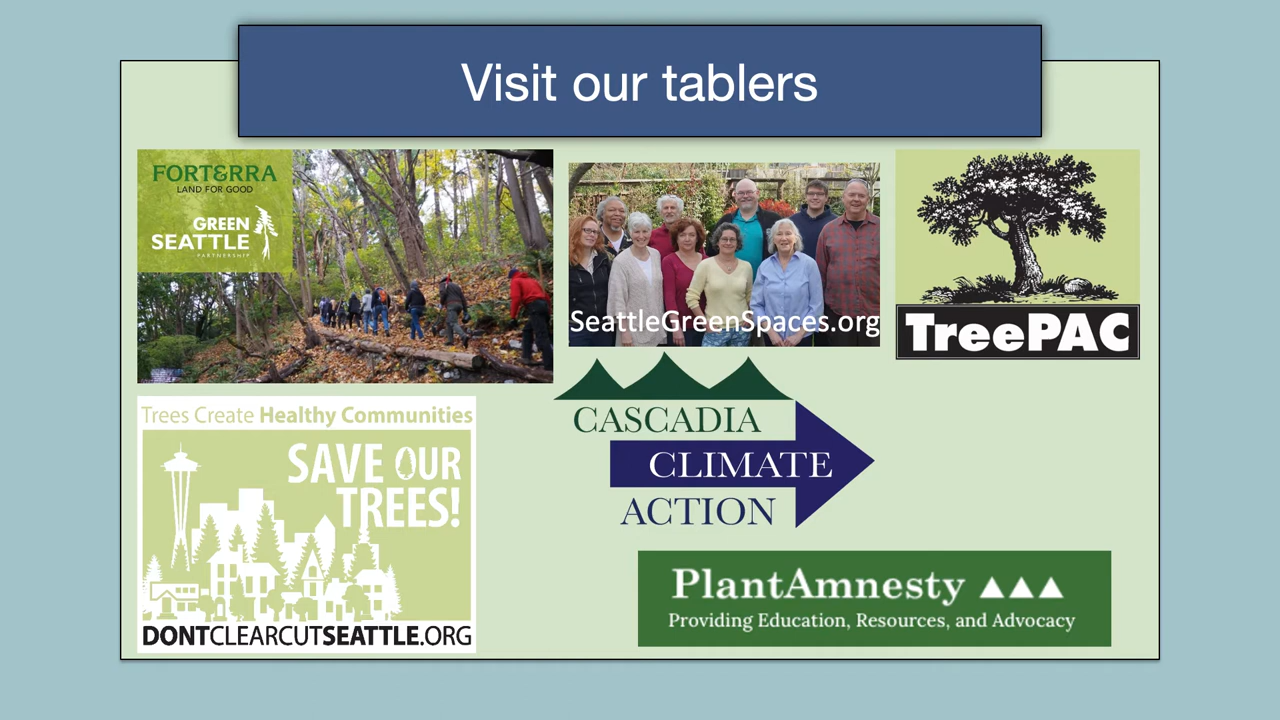 Visit our tablers
FORTERRA
LAND FOR GOOD
GREEN
SEATTLE
PARTNERSHIP
SeattleGreenSpaces.org
TreePAC
Trees Create Healthy Communities
SAVE OUR
TREES!
DONTCLEARCUTSEATTLE.ORG
CASCADIA
CLIMATE
ACTION
PlantAmnesty
Providing Education, Resources, and Advocacy